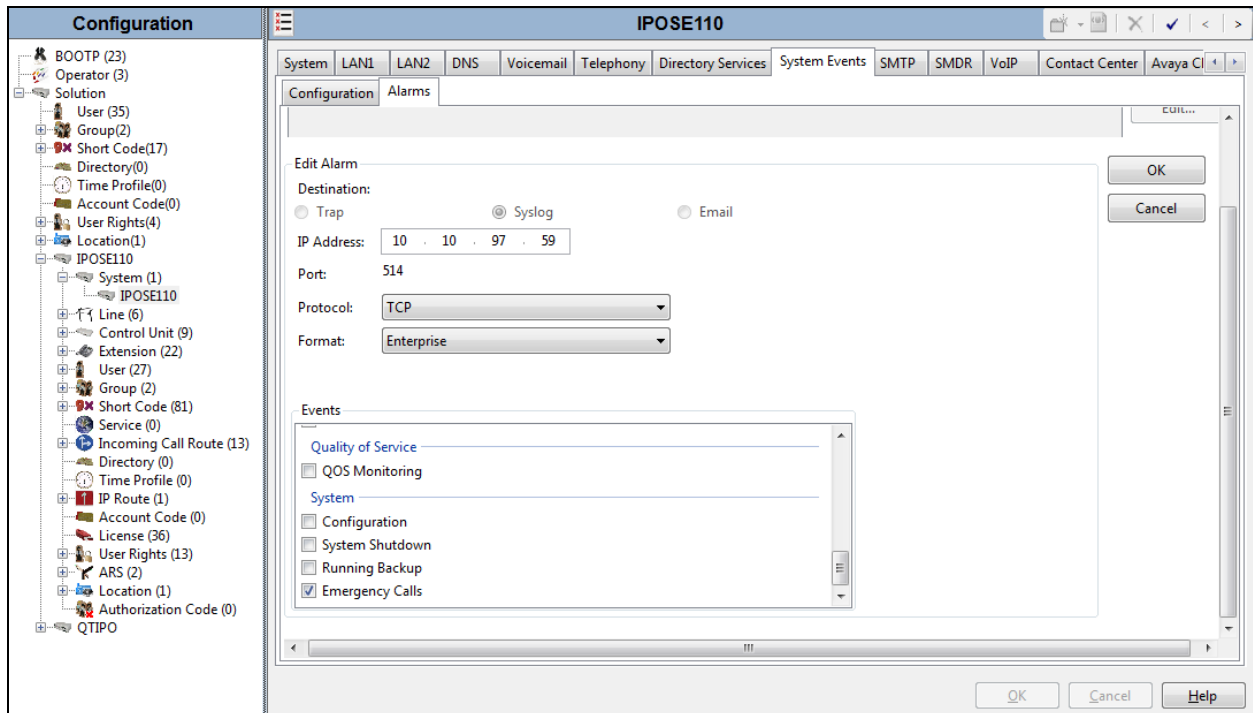 Configuration
BOOTP (23)
Operator (3)
Solution
User (35)
Group(2)
Short Code(17)
Directory(0)
Time Profile(0)
Account Code(0)
User Rights(4)
Location(1)
IPOSE110
System (1)
IPOSE110
Line (6)
Control Unit (9)
Extension (22)
User (27)
Group (2)
Short Code (81)
Service (0)
Incoming Call Route (13)
Directory (0)
Time Profile (0)
IP Route (1)
Account Code (0)
License (36)
User Rights (13)
ARS (2)
Location (1)
Authorization Code (0)
QTIPO
IPOSE110
System LAN1 LAN2 DNS Voicemail Telephony Directory Services System Events SMTP SMDR VoIP Contact Center Avaya Cl
Configuration Alarms
Edit...
Edit Alarm
OK
Cancel
Destination:
Trap Syslog Email
IP Address: 10 . 10 . 97 . 59
Port: 514
Protocol: TCP
Format: Enterprise
Events
Quality of Service
QOS Monitoring
System
Configuration
System Shutdown
Running Backup
Emergency Calls
OK Cancel Help